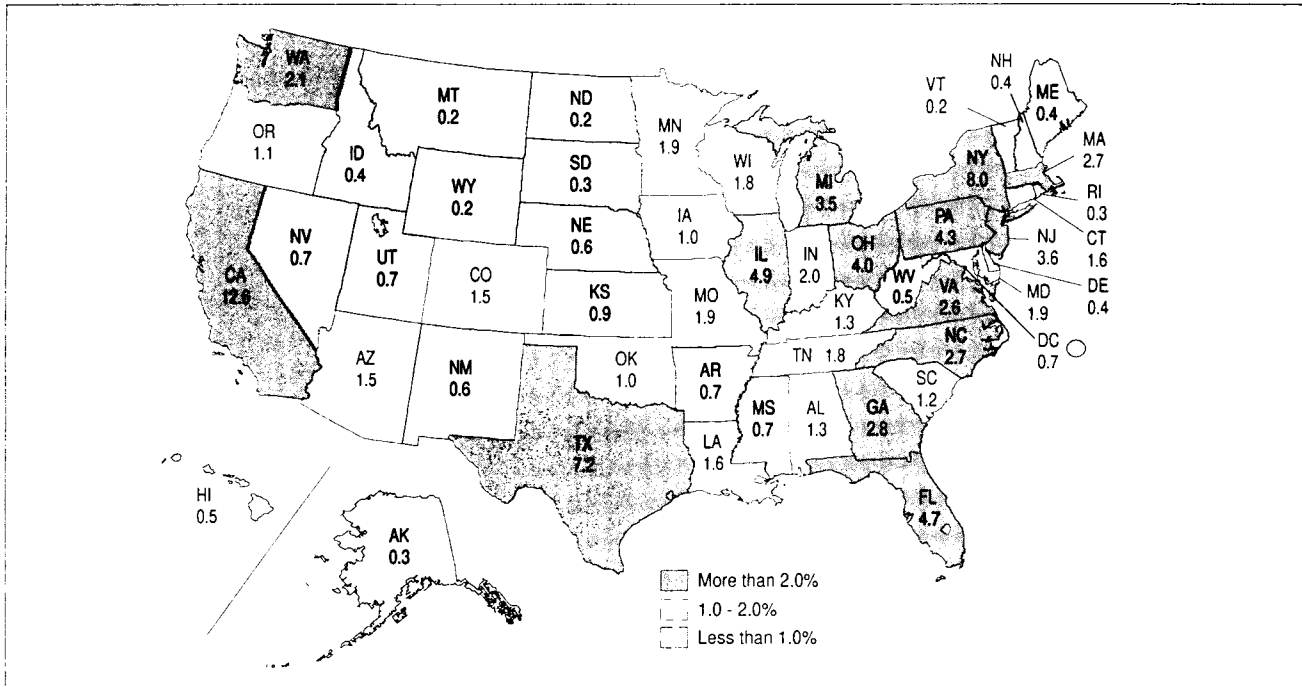 WA
2.1
MT
0.2
ND
0.2
MN
1.9
VT
0.2
NH
0.4
ME
0.4
OR
1.1
ID
0.4
SD
0.3
WI
1.8
MI
3.5
NY
8.0
MA
2.7
WY
0.2
RI
0.3
NV
0.7
UT
0.7
NE
0.6
IA
1.0
PA
4.3
CT
1.6
CA
CO
1.5
IL
4.9
IN
2.0
OH
4.0
NJ
3.6
DE
0.4
KS
0.9
MO
1.9
KY
1.3
WV
0.5
VA
2.6
MD
1.9
AZ
1.5
NM
0.6
OK
1.0
AR
0.7
TN 1.8
NC
2.7
DC
0.7
SC
1.2
TX
7.2
LA
1.6
MS
0.7
AL
1.3
GA
2.8
FL
4.7
HI
0.5
AK
0.3
More than 2.0%
1.0 - 2.0%
Less than 1.0%